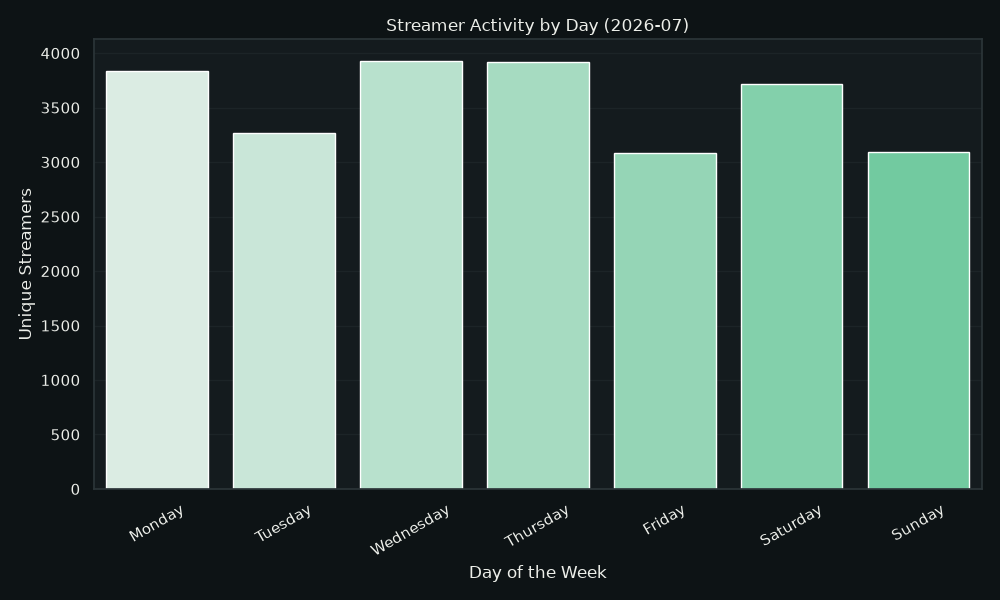 Streamer Activity by Day (2026-07)
Unique Streamers
4000
3500
3000
2500
2000
1500
1000
500
0
Monday
Tuesday
Wednesday
Thursday
Friday
Saturday
Sunday
Day of the Week